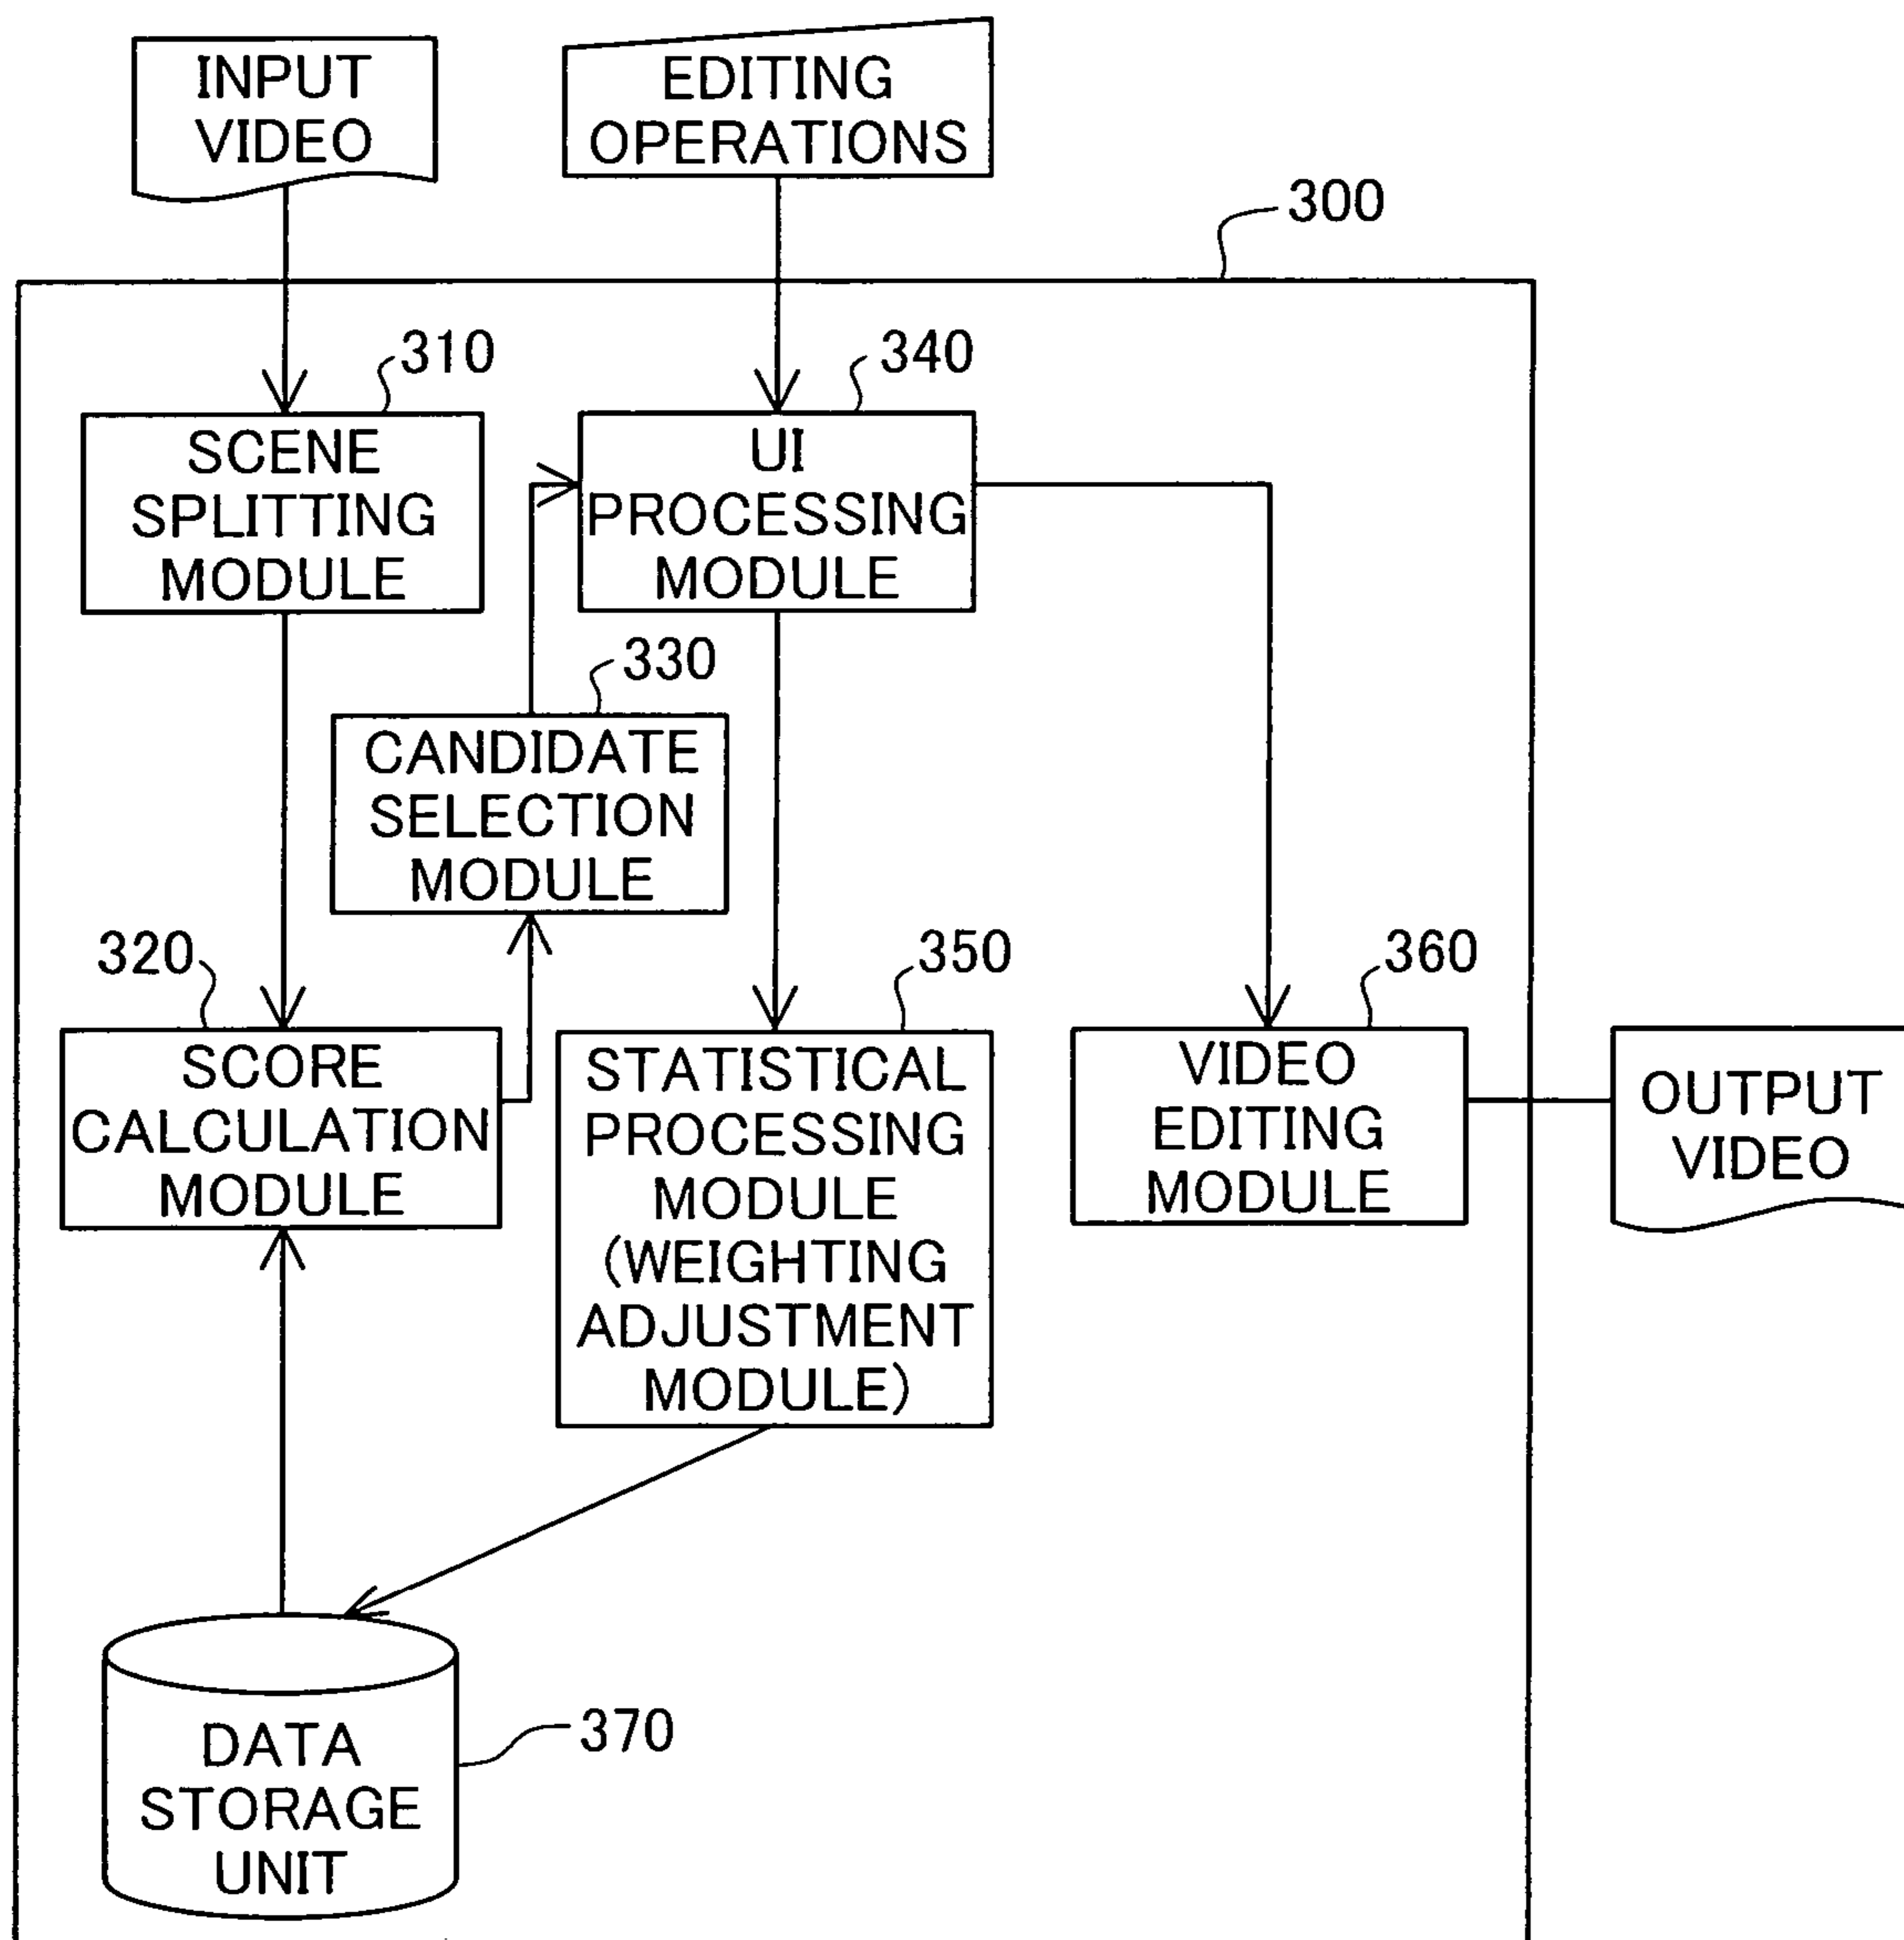 INPUT
VIDEO
EDITING
OPERATIONS
300
310
SCENE
SPLITTING
MODULE
340
UI
PROCESSING
MODULE
330
CANDIDATE
SELECTION
MODULE
320
SCORE
CALCULATION
MODULE
350
STATISTICAL
PROCESSING
MODULE
(WEIGHTING
ADJUSTMENT
MODULE)
360
VIDEO
EDITING
MODULE
OUTPUT
VIDEO
370
DATA
STORAGE
UNIT